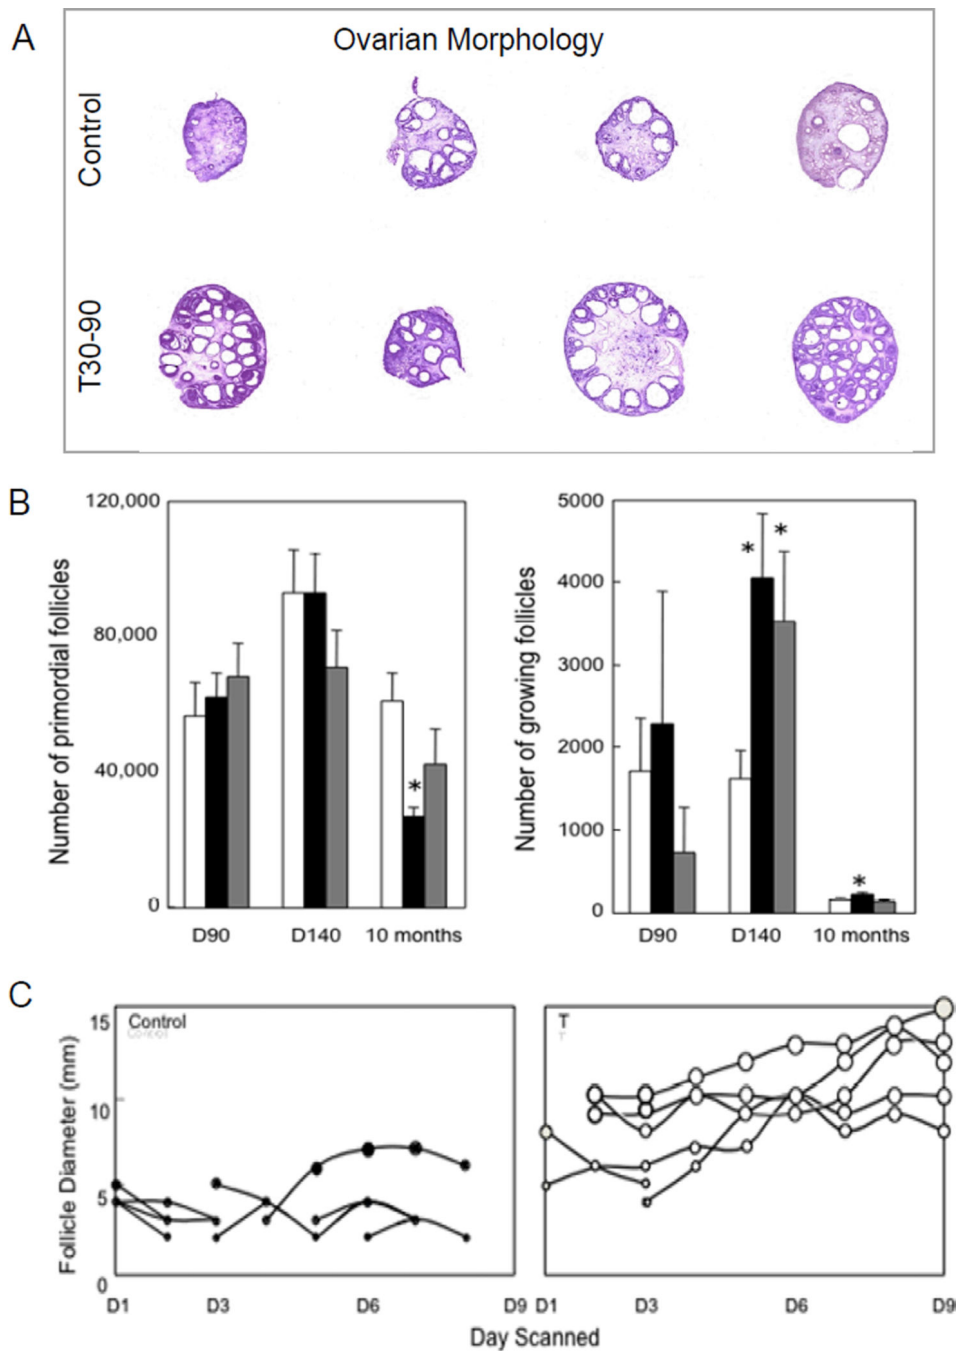 A
Ovarian Morphology
Control
T30-90
B
Number of primordial follicles
120,000
80,000
40,000
0
D90
D140
10 months
*
Number of growing follicles
5000
4000
3000
2000
1000
0
D90
D140
10 months
*
*
*
C
Follicle Diameter (mm)
15
10
5
0
Control
Control
D1
D3
D6
D9
T
T
D1
D3
D6
D9
Day Scanned